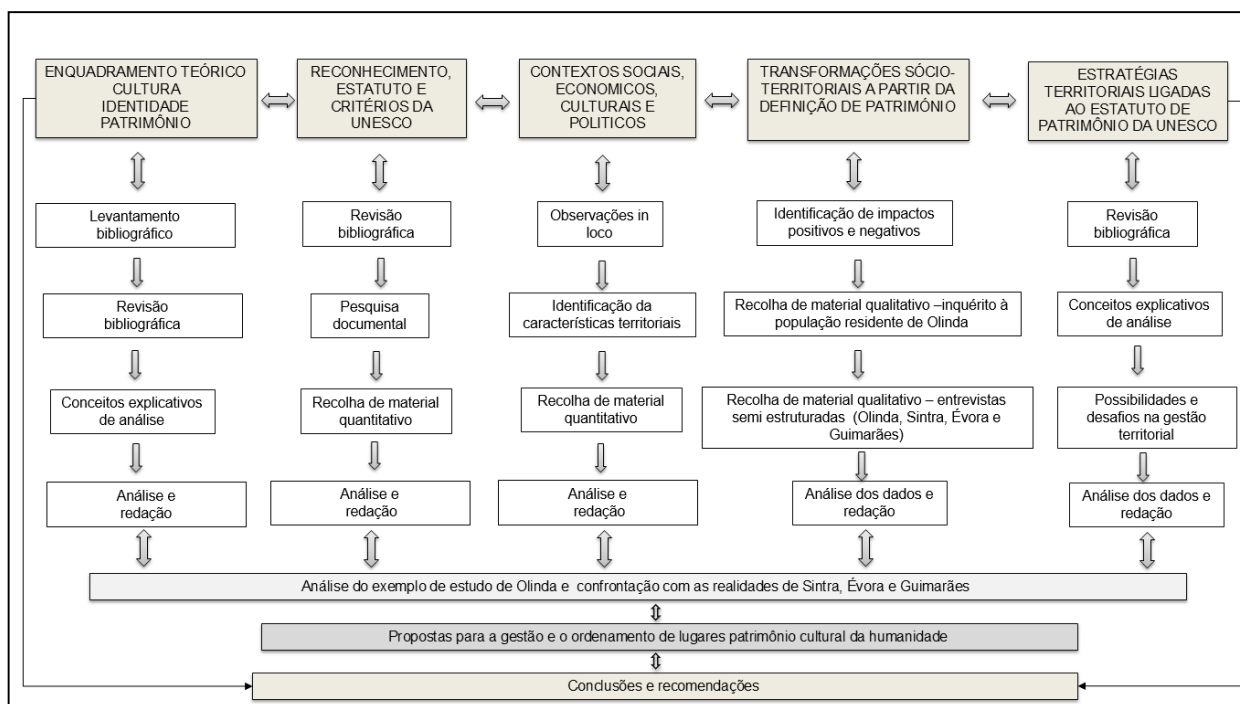 ENQUADRAMENTO TEÓRICO
CULTURA
IDENTIDADE
PATRIMÔNIO
RECONHECIMENTO,
ESTATUTO E
CRITÉRIOS DA
UNESCO
CONTEXTOS SOCIAIS,
ECONOMICOS,
CULTURAIS E
POLITICOS
TRANSFORMAÇÕES SÓCIO-
TERRITORIAIS A PARTIR DA
DEFINIÇÃO DE PATRIMÓNIO
ESTRATÉGIAS
TERRITORIAIS LIGADAS
AO ESTATUTO DE
PATRIMÔNIO DA UNESCO
Levantamento
bibliográfico
Revisão
bibliográfica
Observações in
loco
Identificação de impactos
positivos e negativos
Revisão
bibliográfica
Revisão
bibliográfica
Pesquisa
documental
Identificação da
características territoriais
Recolha de material qualitativo –inquérito à
população residente de Olinda
Conceitos explicativos
de análise
Conceitos explicativos
de análise
Recolha de material
quantitativo
Recolha de material
quantitativo
Recolha de material qualitativo – entrevistas
semi estruturadas (Olinda, Sintra, Évora e
Guimarães)
Possibilidades e
desafios na gestão
territorial
Análise e
redação
Análise e
redação
Análise e
redação
Análise dos dados e
redação
Análise dos dados e
redação
Análise do exemplo de estudo de Olinda e confrontação com as realidades de Sintra, Évora e Guimarães
Propostas para a gestão e o ordenamento de lugares patrimônio cultural da humanidade
Conclusões e recomendações